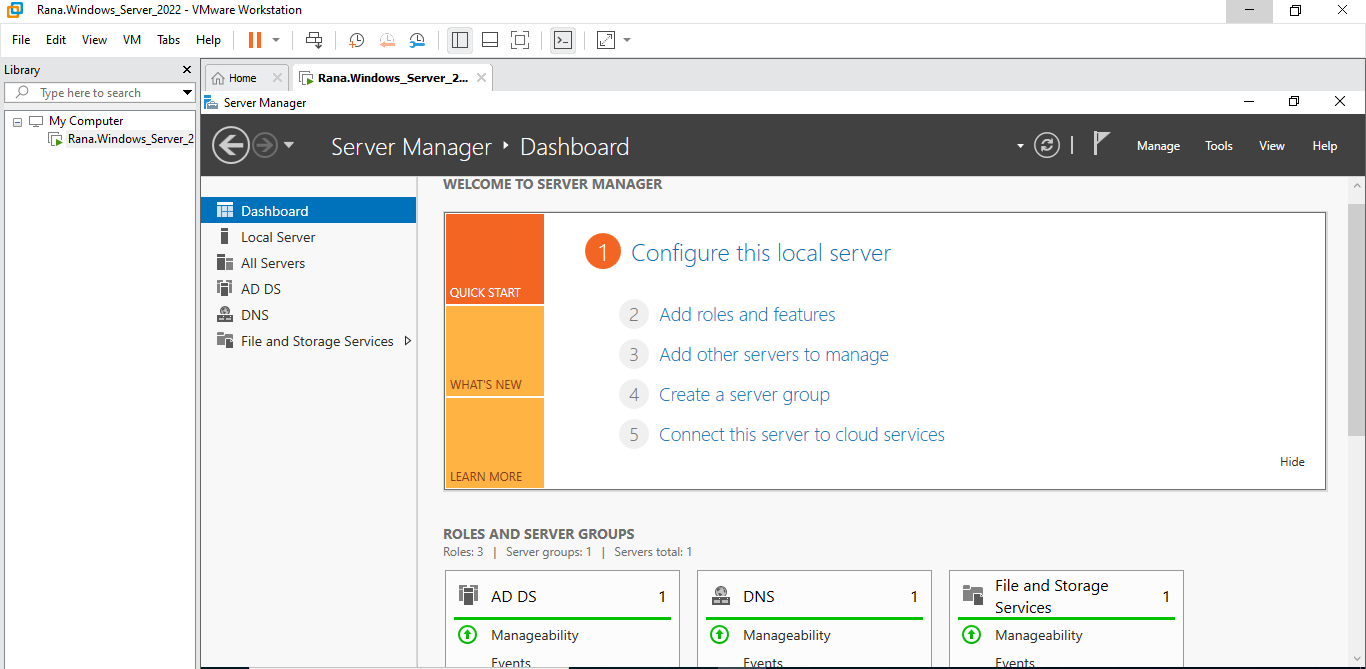 Rana.Windows_Server_2022 - VMware Workstation
File Edit View VM Tabs Help
Library
Type here to search
My Computer
Rana.Windows_Server_2
Home
Rana.Windows_Server_2...
Server Manager
Server Manager Dashboard
Manage Tools View Help
Dashboard
Local Server
All Servers
AD DS
DNS
File and Storage Services
WELCOME TO SERVER MANAGER
QUICK START
WHAT'S NEW
LEARN MORE
1 Configure this local server
2 Add roles and features
3 Add other servers to manage
4 Create a server group
5 Connect this server to cloud services
Hide
ROLES AND SERVER GROUPS
Roles: 3 | Server groups: 1 | Servers total: 1
AD DS 1
Manageability
Events
DNS 1
Manageability
Events
File and Storage
Services 1
Manageability
Events